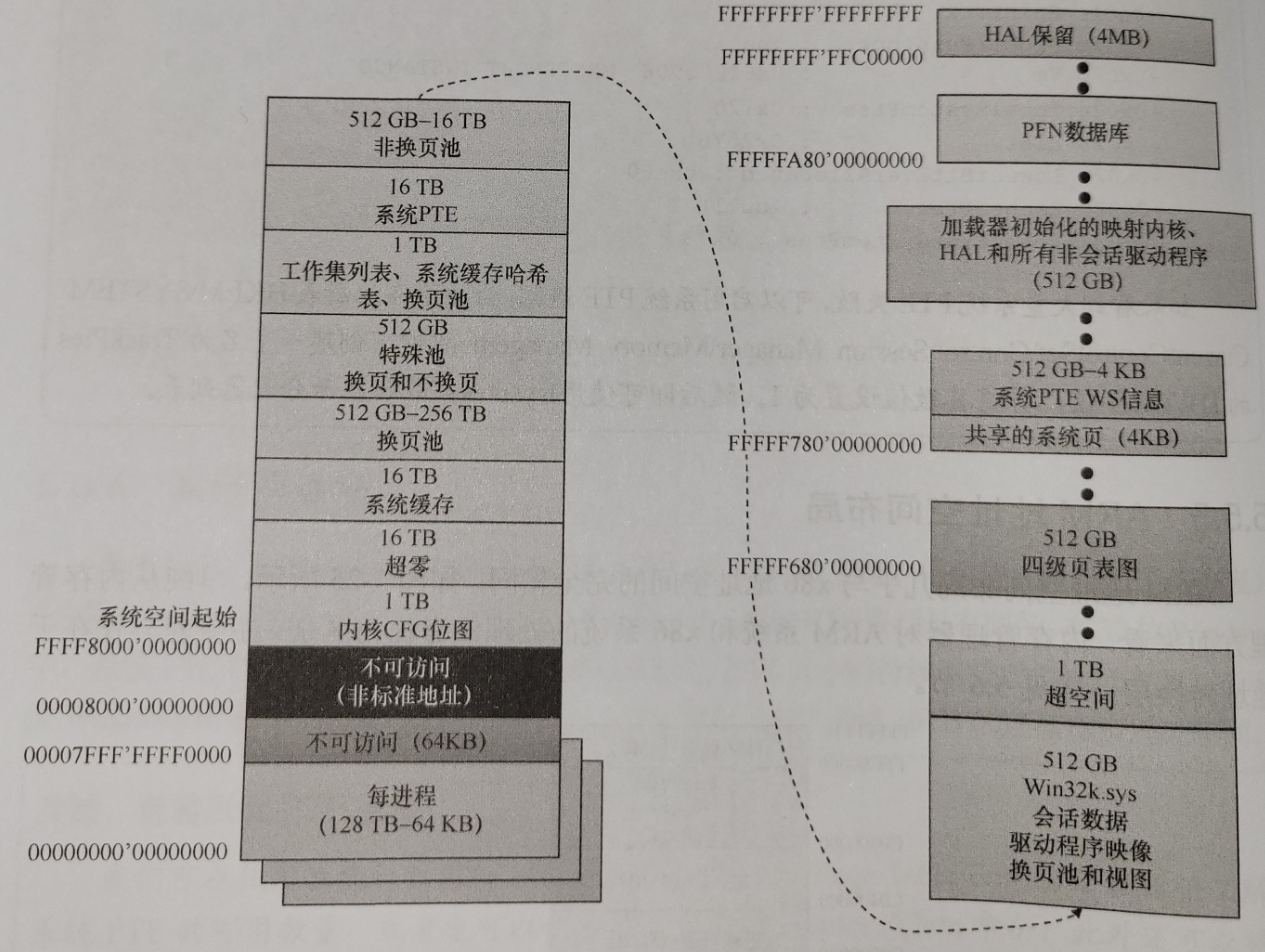 512 GB–16 TB
非换页池
16 TB
系统PTE
1 TB
工作集列表、系统缓存哈希
表、换页池
512 GB
特殊池
换页和不换页
512 GB–256 TB
换页池
16 TB
系统缓存
16 TB
超零
1 TB
内核CFG位图
系统空间起始
FFFF8000’00000000
不可访问
(非标准地址)
00008000’00000000
不可访问(64KB)
00007FFF’FFFF0000
每进程
(128 TB–64 KB)
00000000’00000000
FFFFFFFF’FFFFFFFF
HAL保留(4MB)
FFFFFFFF’FFC00000
PFN数据库
FFFFFA80’00000000
加载器初始化的映射内核、
HAL和所有非会话驱动程序
(512 GB)
512 GB–4 KB
系统PTE WS信息
共享的系统页(4KB)
FFFFF780’00000000
512 GB
四级页表图
FFFFF680’00000000
1 TB
超空间
512 GB
Win32k.sys
会话数据
驱动程序映像
换页池和视图